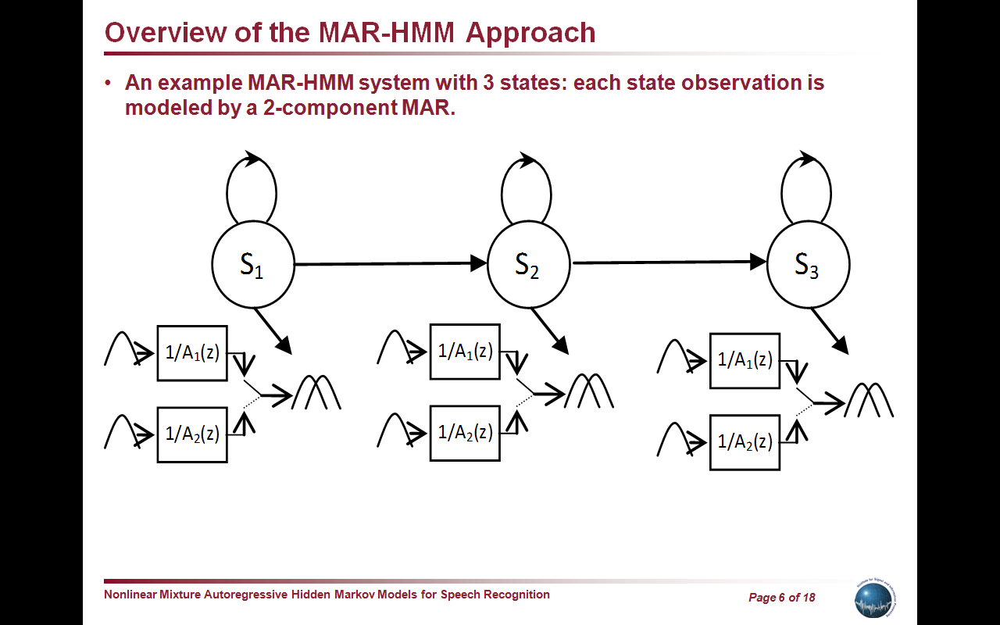 Overview of the MAR-HMM Approach
• An example MAR-HMM system with 3 states: each state observation is
modeled by a 2-component MAR.
S₁
S₂
S₃
1/A₁(z)
1/A₁(z)
1/A₁(z)
1/A₂(z)
1/A₂(z)
1/A₂(z)
Nonlinear Mixture Autoregressive Hidden Markov Models for Speech Recognition
Page 6 of 18